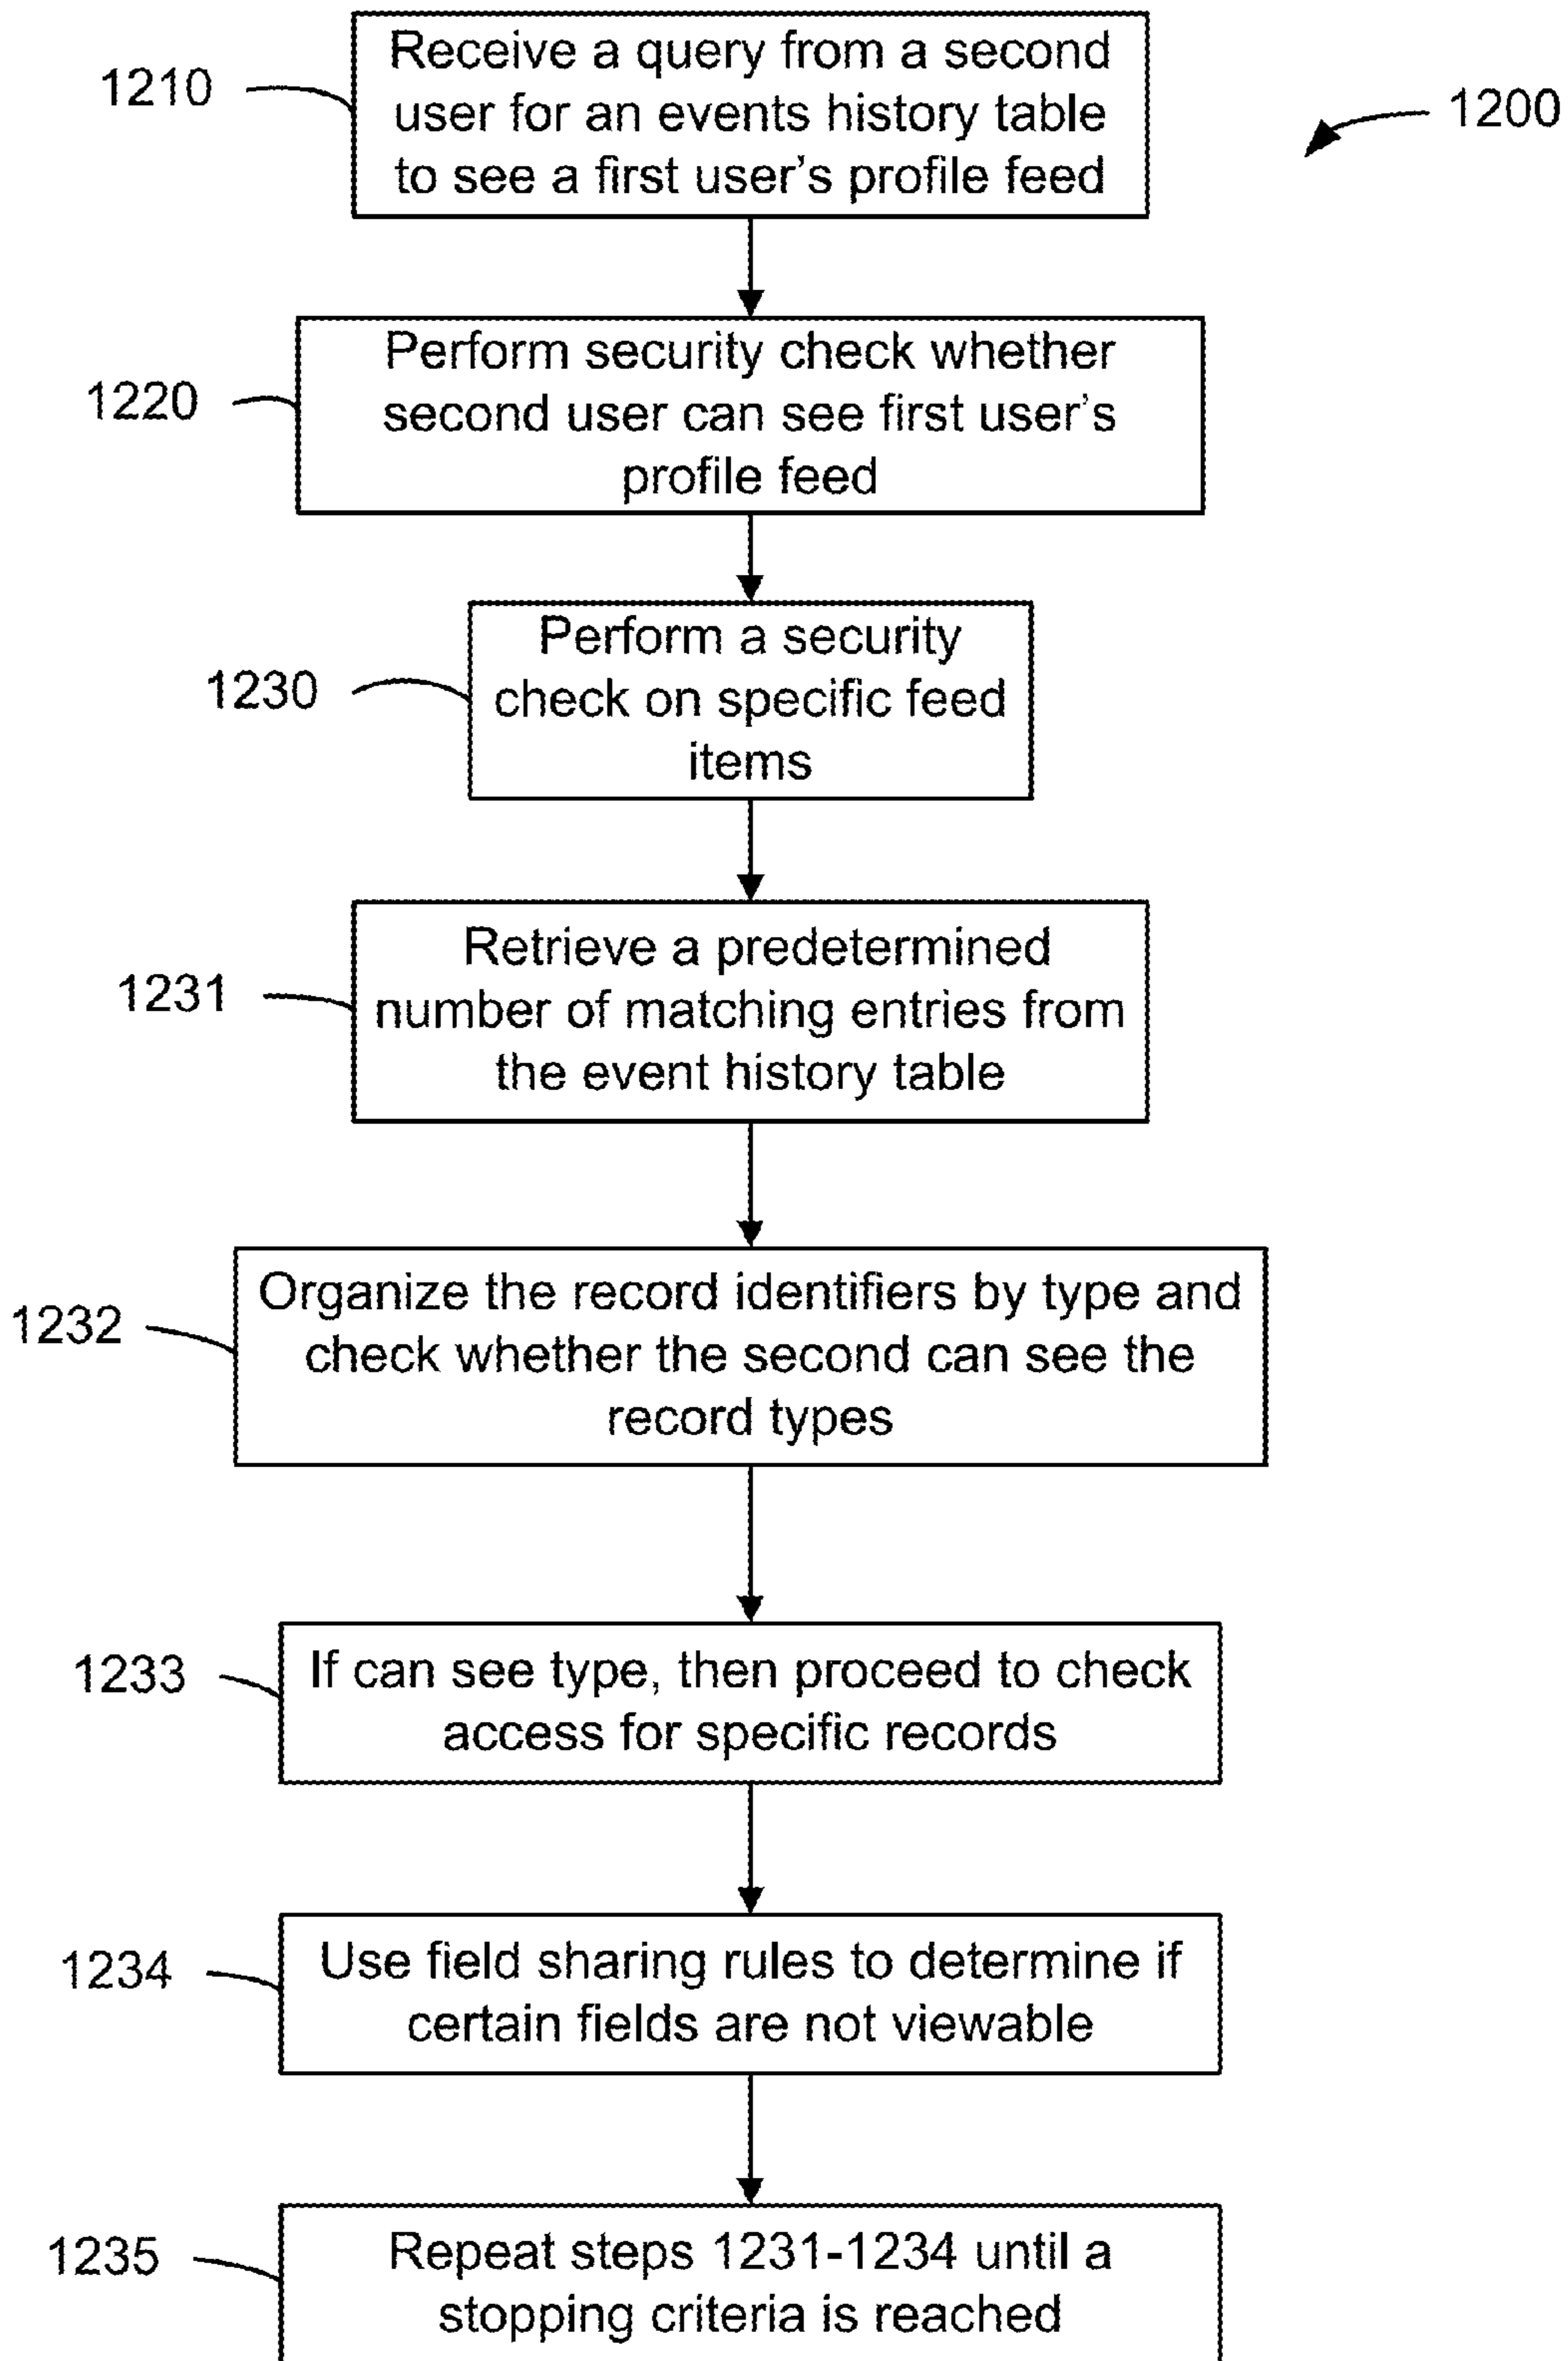 1200
1210
Receive a query from a second
user for an events history table
to see a first user's profile feed
1220
Perform security check whether
second user can see first user's
profile feed
1230
Perform a security
check on specific feed
items
1231
Retrieve a predetermined
number of matching entries from
the event history table
1232
Organize the record identifiers by type and
check whether the second can see the
record types
1233
If can see type, then proceed to check
access for specific records
1234
Use field sharing rules to determine if
certain fields are not viewable
1235
Repeat steps 1231-1234 until a
stopping criteria is reached